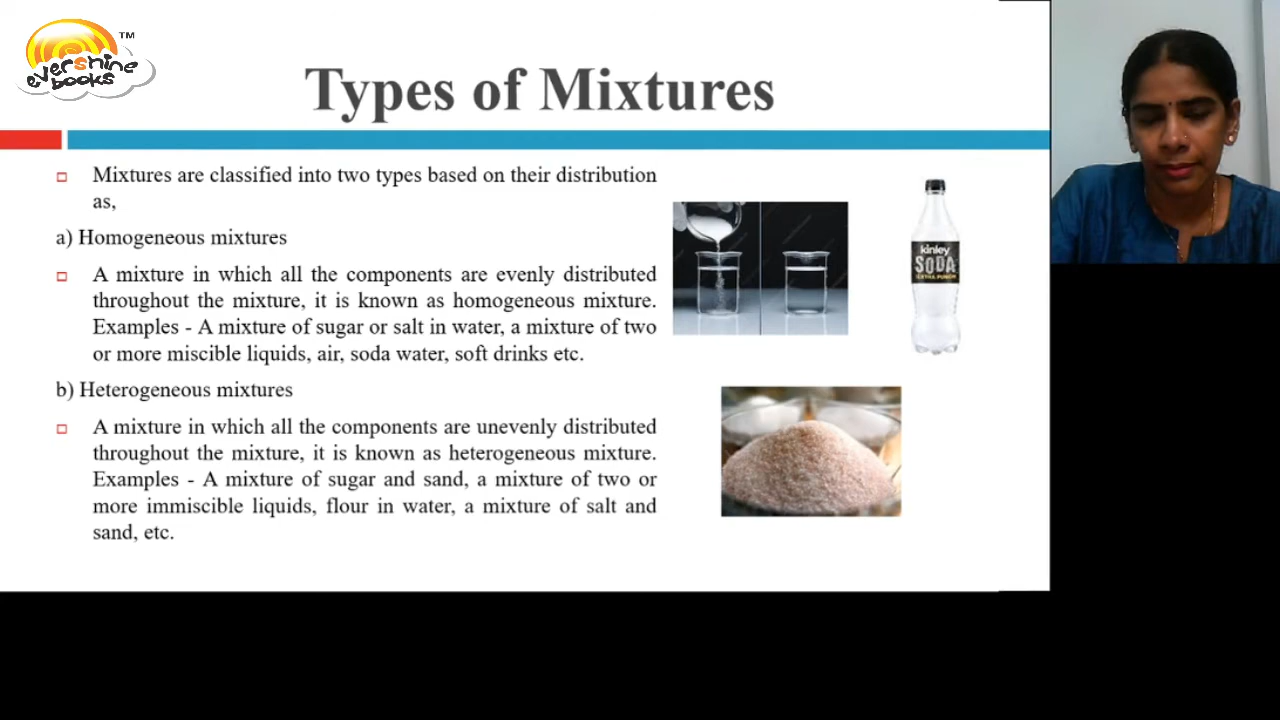 evershine
books
TM
Types of Mixtures
Mixtures are classified into two types based on their distribution
as,
a) Homogeneous mixtures
A mixture in which all the components are evenly distributed
throughout the mixture, it is known as homogeneous mixture.
Examples - A mixture of sugar or salt in water, a mixture of two
or more miscible liquids, air, soda water, soft drinks etc.
kinley
SODA
EXTRA PUNCH
b) Heterogeneous mixtures
A mixture in which all the components are unevenly distributed
throughout the mixture, it is known as heterogeneous mixture.
Examples - A mixture of sugar and sand, a mixture of two or
more immiscible liquids, flour in water, a mixture of salt and
sand, etc.